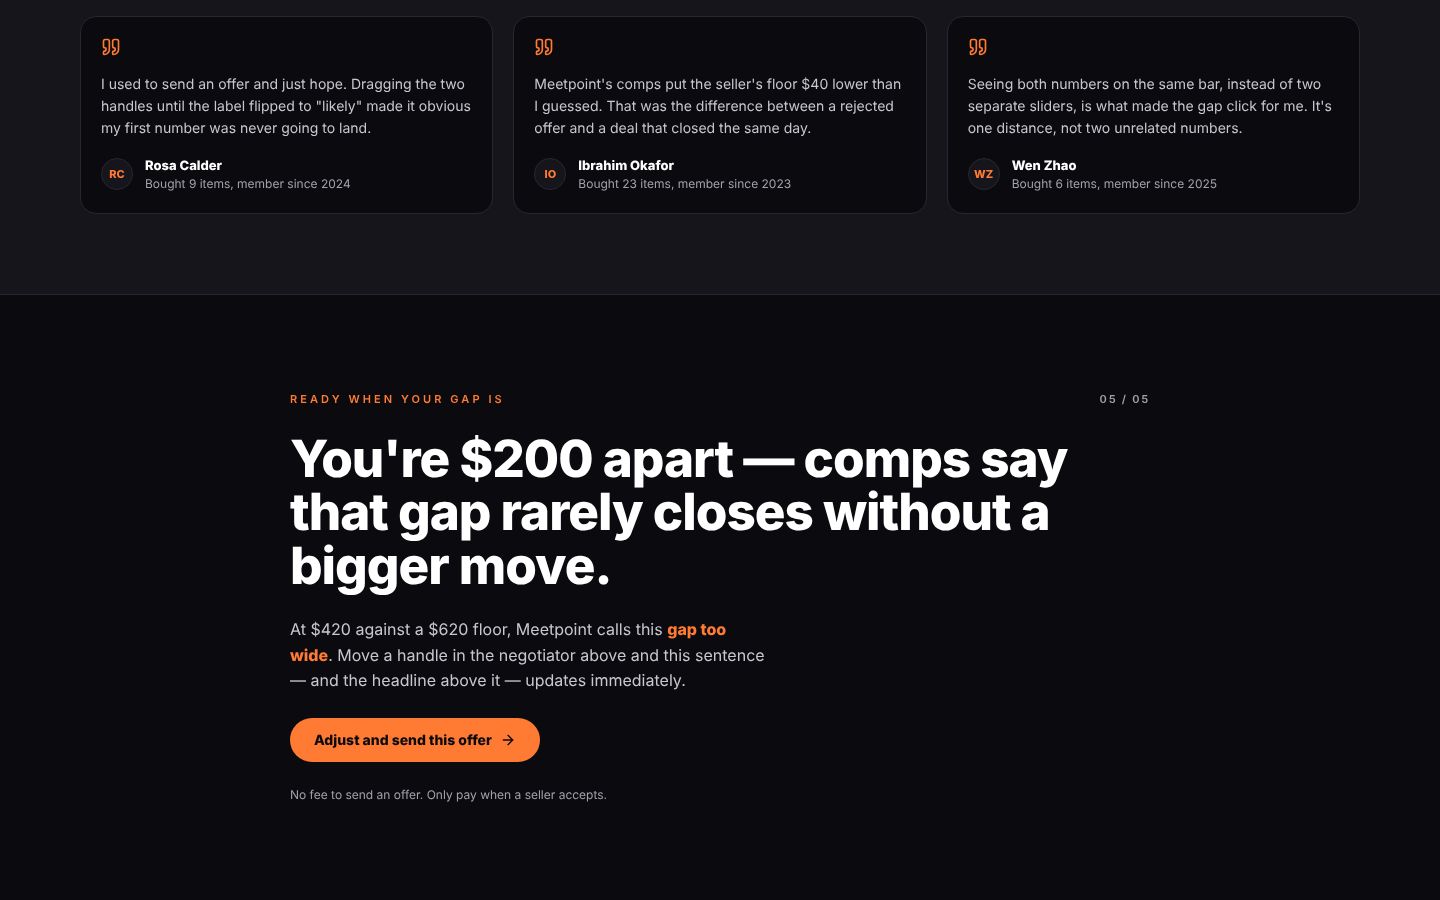 I used to send an offer and just hope. Dragging the two
handles until the label flipped to "likely" made it obvious
my first number was never going to land.
RC
Rosa Calder
Bought 9 items, member since 2024
Meetpoint's comps put the seller's floor $40 lower than
I guessed. That was the difference between a rejected
offer and a deal that closed the same day.
IO
Ibrahim Okafor
Bought 23 items, member since 2023
Seeing both numbers on the same bar, instead of two
separate sliders, is what made the gap click for me. It's
one distance, not two unrelated numbers.
WZ
Wen Zhao
Bought 6 items, member since 2025
READY WHEN YOUR GAP IS
05 / 05
You're $200 apart — comps say
that gap rarely closes without a
bigger move.
At $420 against a $620 floor, Meetpoint calls this gap too
wide. Move a handle in the negotiator above and this sentence
— and the headline above it — updates immediately.
Adjust and send this offer
No fee to send an offer. Only pay when a seller accepts.